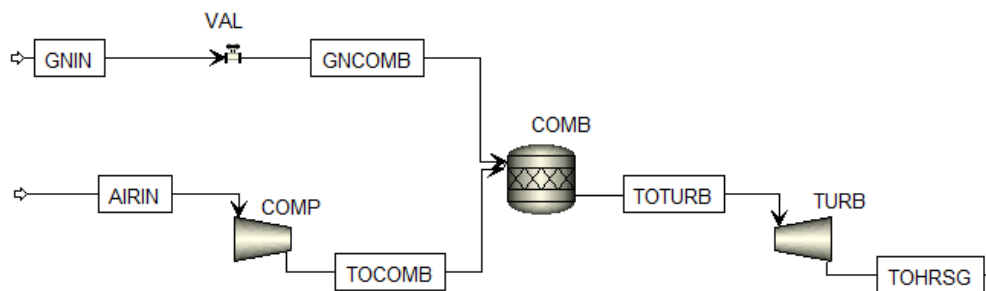 VAL
GNIN
GNCOMB
COMB
AIRIN
COMP
TOCOMB
TOTURB
TURB
TOHRSG